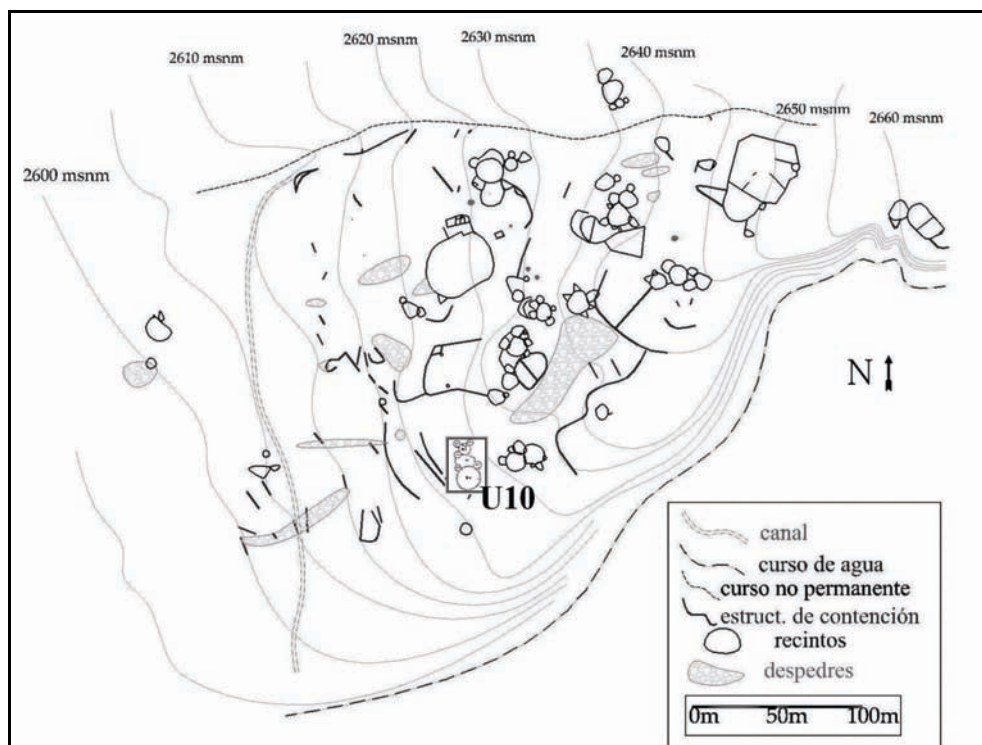 2610 msnm
2620 msnm
2630 msnm
2640 msnm
2650 msnm
2660 msnm
2600 msnm
N
U10
canal
curso de agua
curso no permanente
estruct. de contención
recintos
despedres
0m 50m 100m